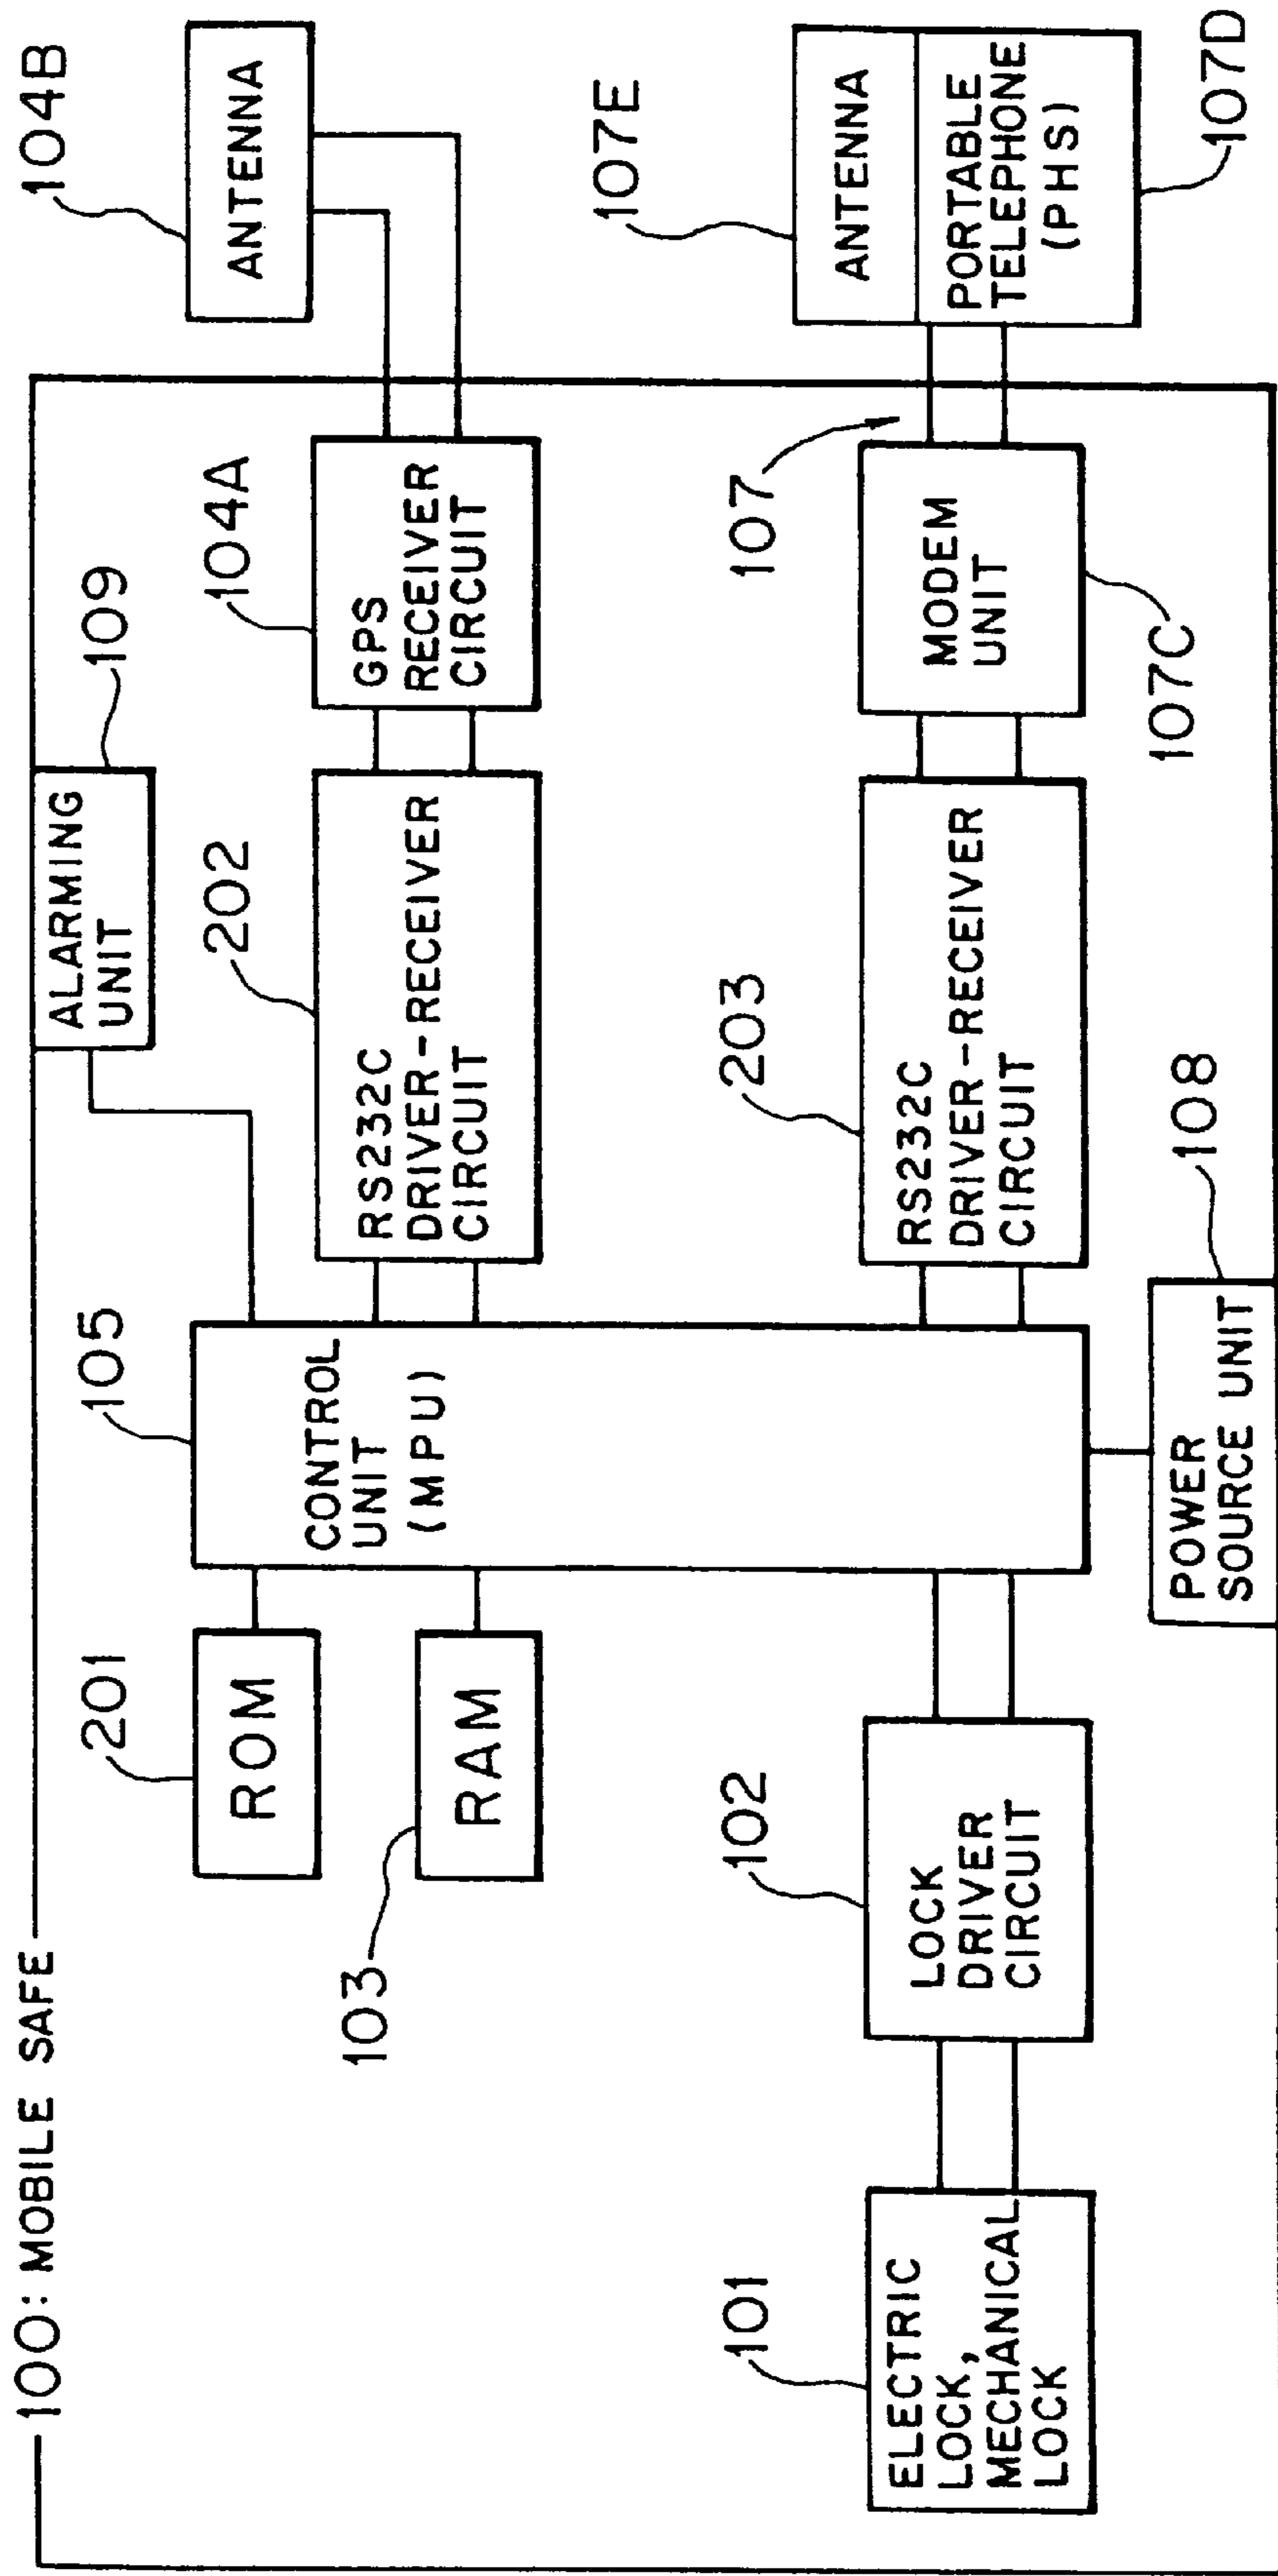 100: MOBILE SAFE
201
ROM
103
RAM
105
CONTROL
UNIT
(MPU)
109
ALARMING
UNIT
202
RS232C
DRIVER-RECEIVER
CIRCUIT
104A
GPS
RECEIVER
CIRCUIT
104B
ANTENNA
101
ELECTRIC
LOCK,
MECHANICAL
LOCK
102
LOCK
DRIVER
CIRCUIT
203
RS232C
DRIVER-RECEIVER
CIRCUIT
107
MODEM
UNIT
107C
107E
ANTENNA
PORTABLE
TELEPHONE
(PHS)
107D
108
POWER
SOURCE UNIT